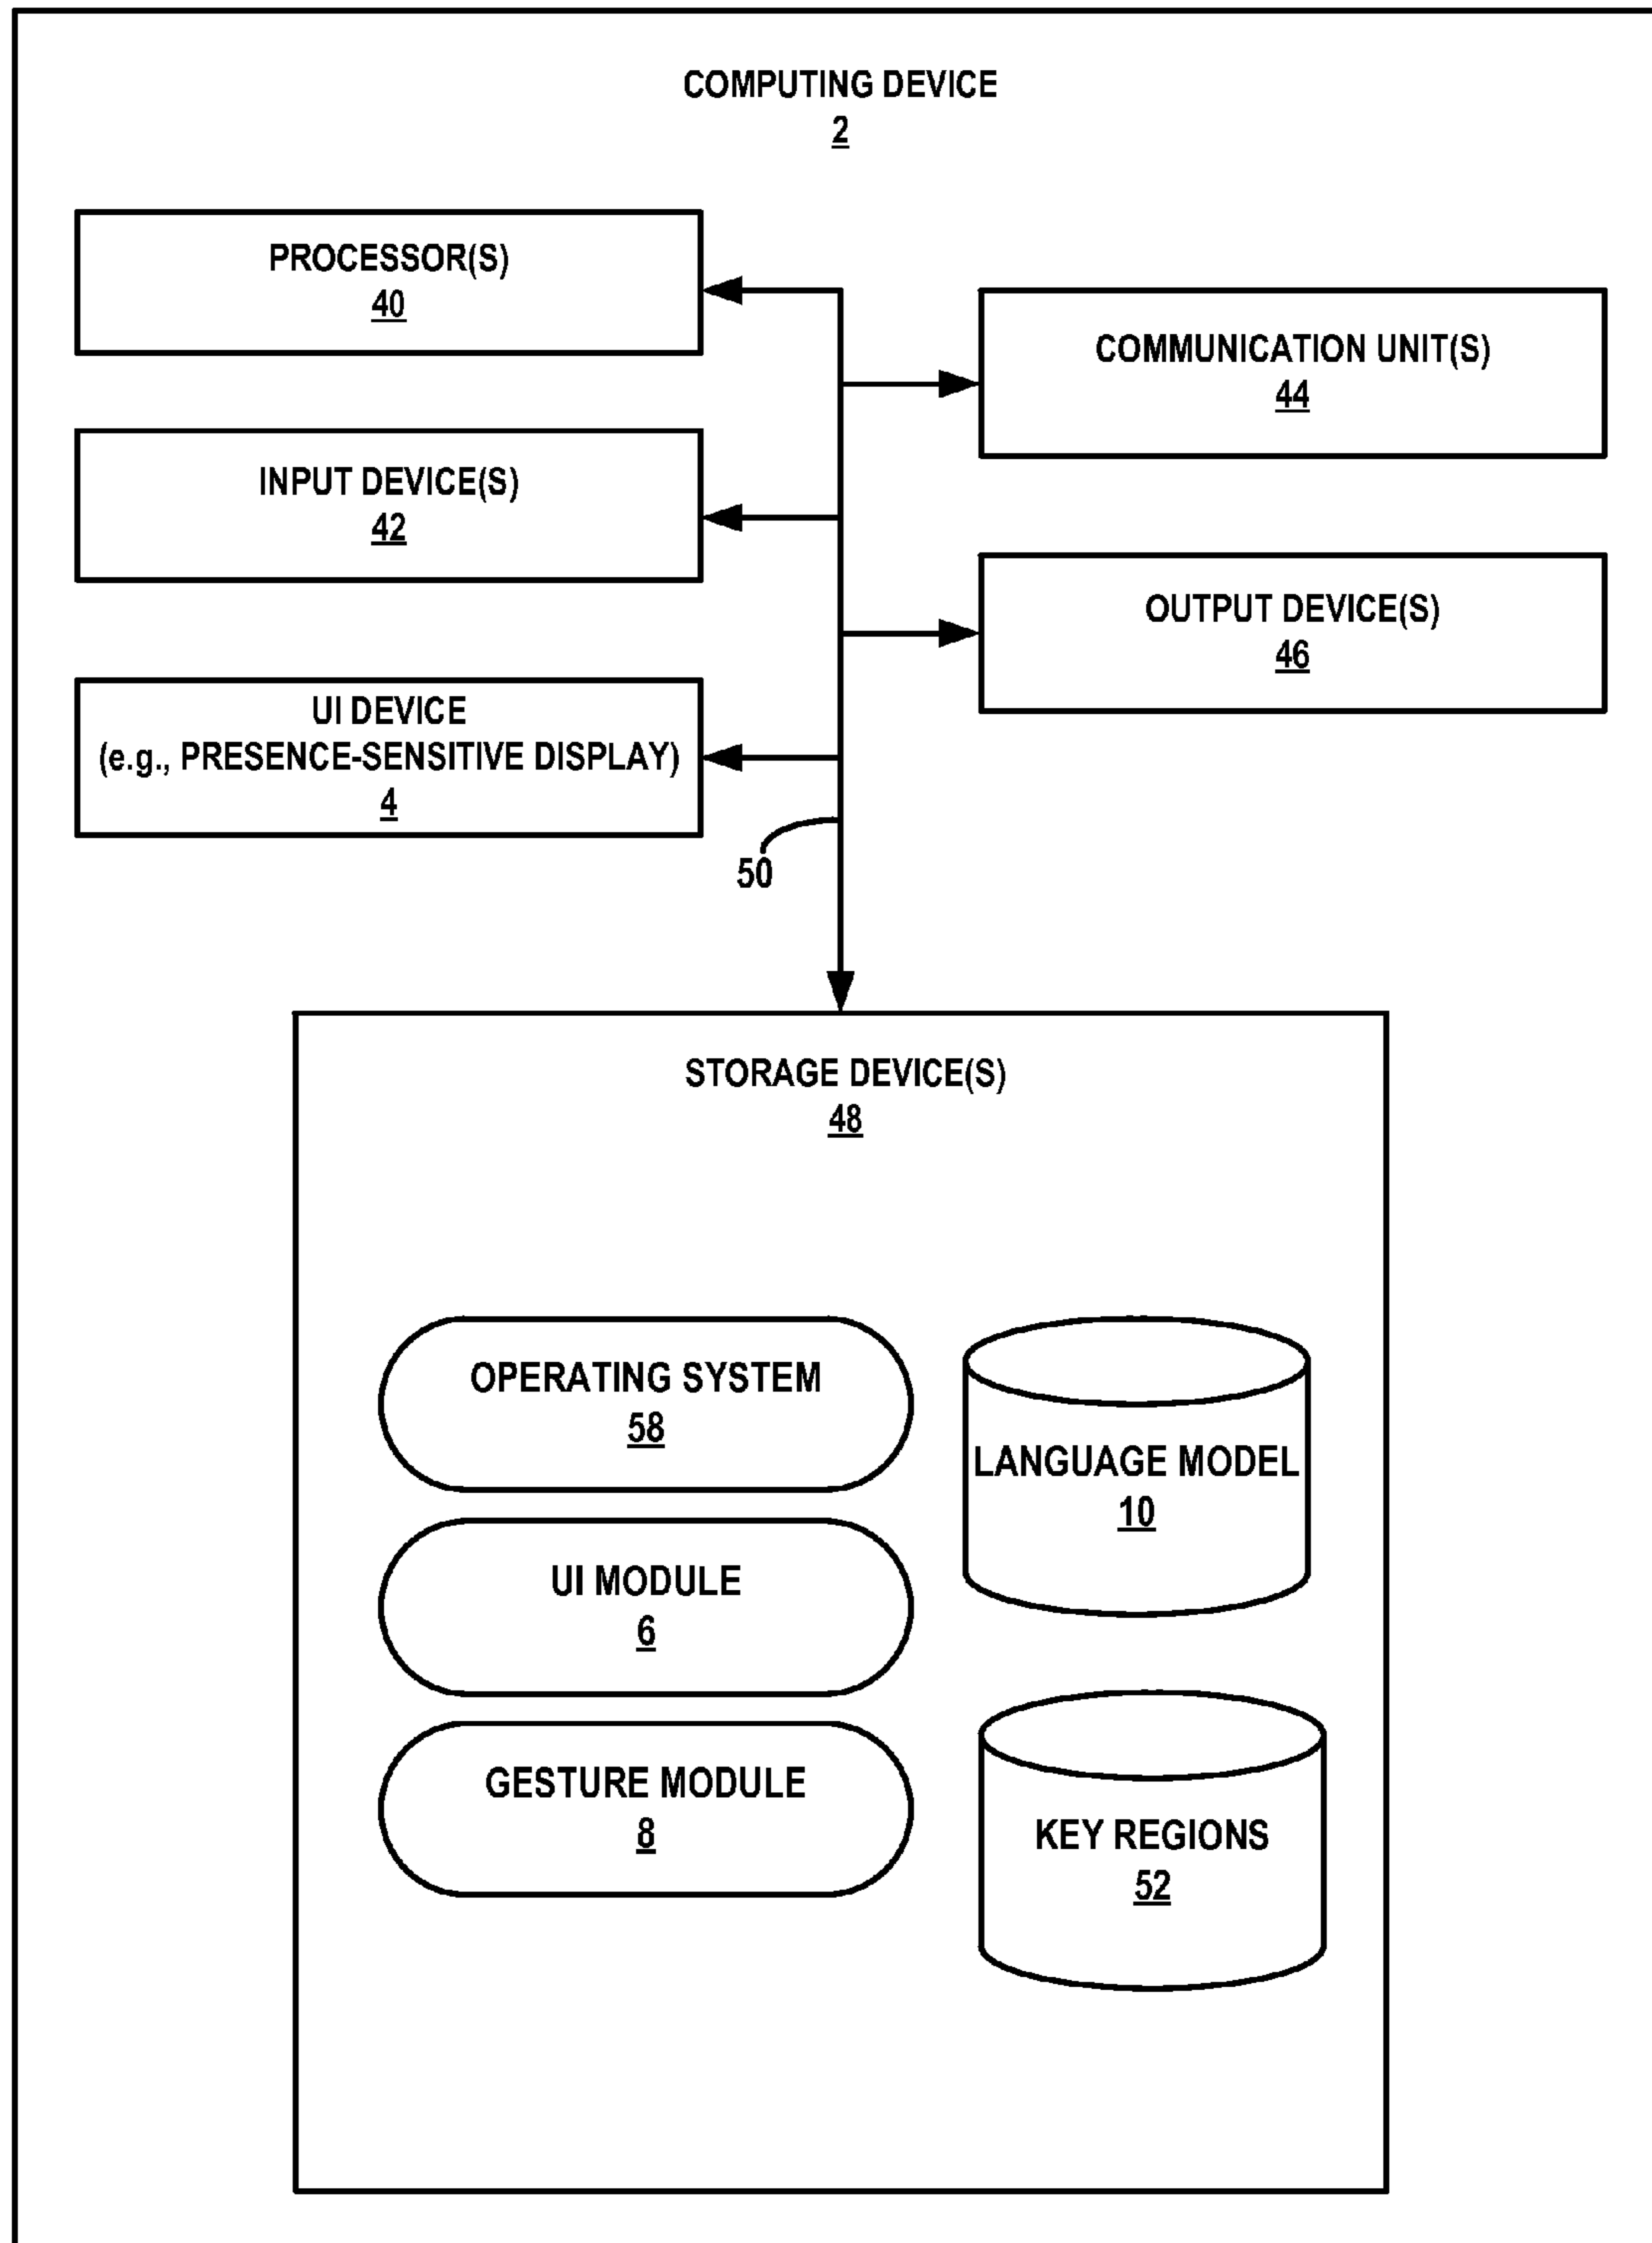 COMPUTING DEVICE
2
PROCESSOR(S)
40
COMMUNICATION UNIT(S)
44
INPUT DEVICE(S)
42
OUTPUT DEVICE(S)
46
UI DEVICE
(e.g., PRESENCE-SENSITIVE DISPLAY)
4
50
STORAGE DEVICE(S)
48
OPERATING SYSTEM
58
LANGUAGE MODEL
10
UI MODULE
6
GESTURE MODULE
8
KEY REGIONS
52